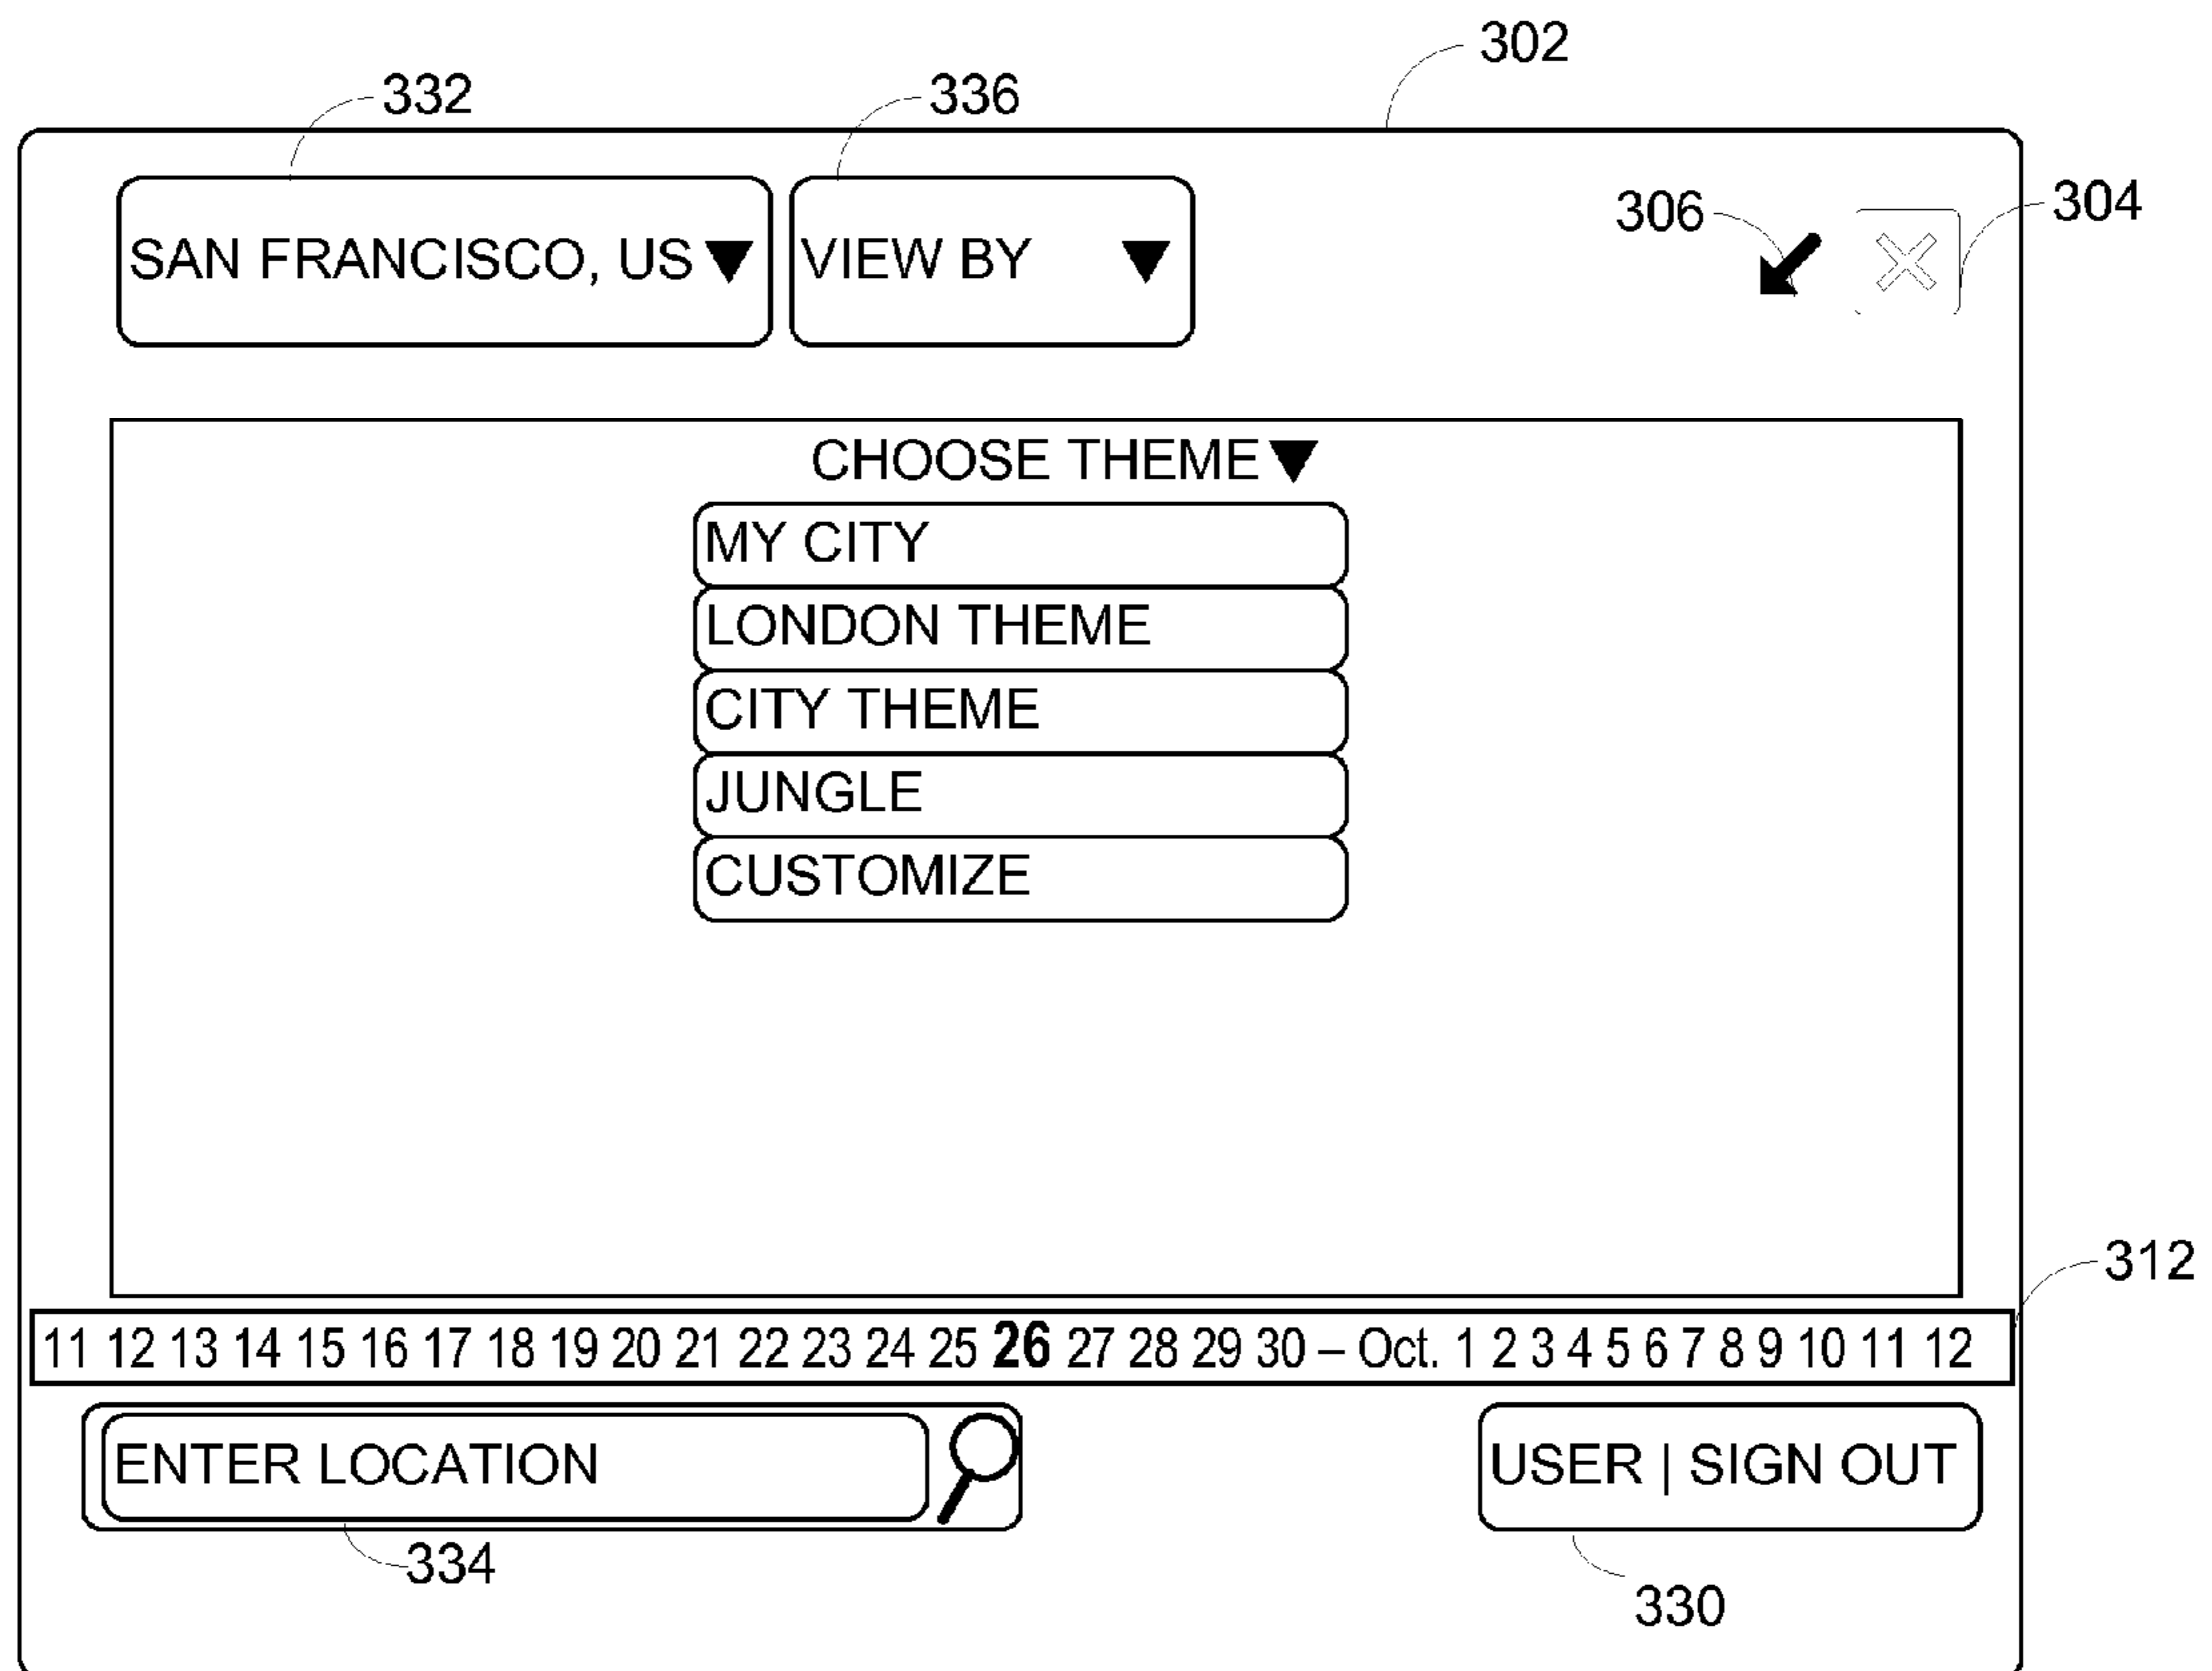 302
332
336
SAN FRANCISCO, US
VIEW BY
306
304
CHOOSE THEME
MY CITY
LONDON THEME
CITY THEME
JUNGLE
CUSTOMIZE
312
11 12 13 14 15 16 17 18 19 20 21 22 23 24 25 26 27 28 29 30 – Oct. 1 2 3 4 5 6 7 8 9 10 11 12
ENTER LOCATION
USER | SIGN OUT
334
330